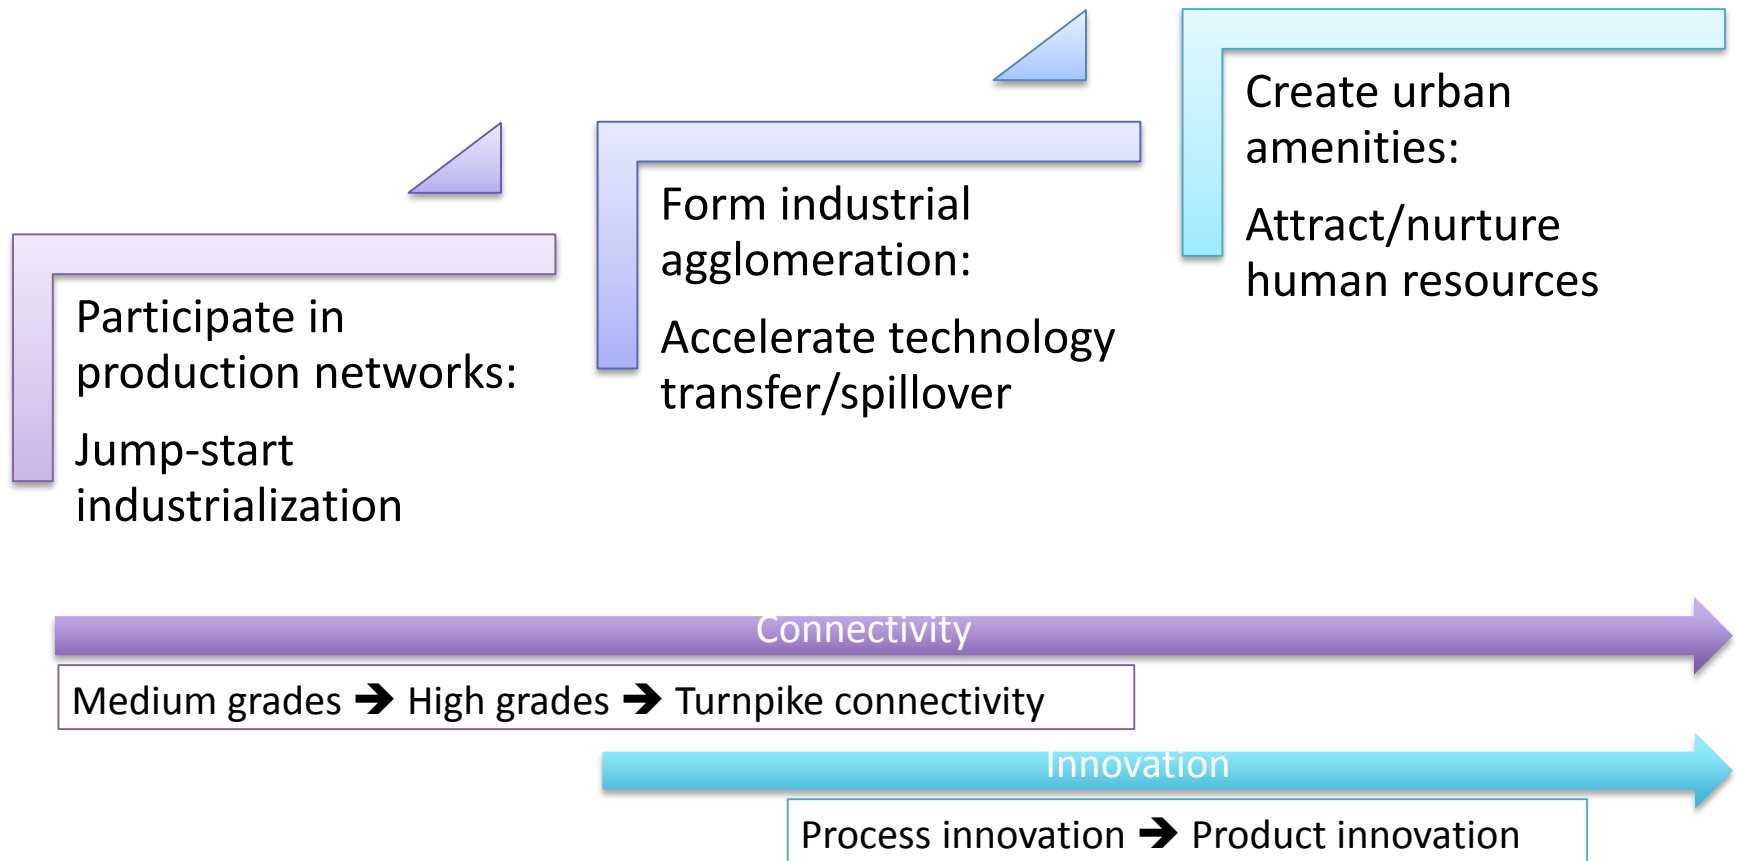 Participate in
production networks:
Jump-start
industrialization
Form industrial
agglomeration:
Accelerate technology
transfer/spillover
Create urban
amenities:
Attract/nurture
human resources
Connectivity
Medium grades ➔ High grades ➔ Turnpike connectivity
Innovation
Process innovation ➔ Product innovation